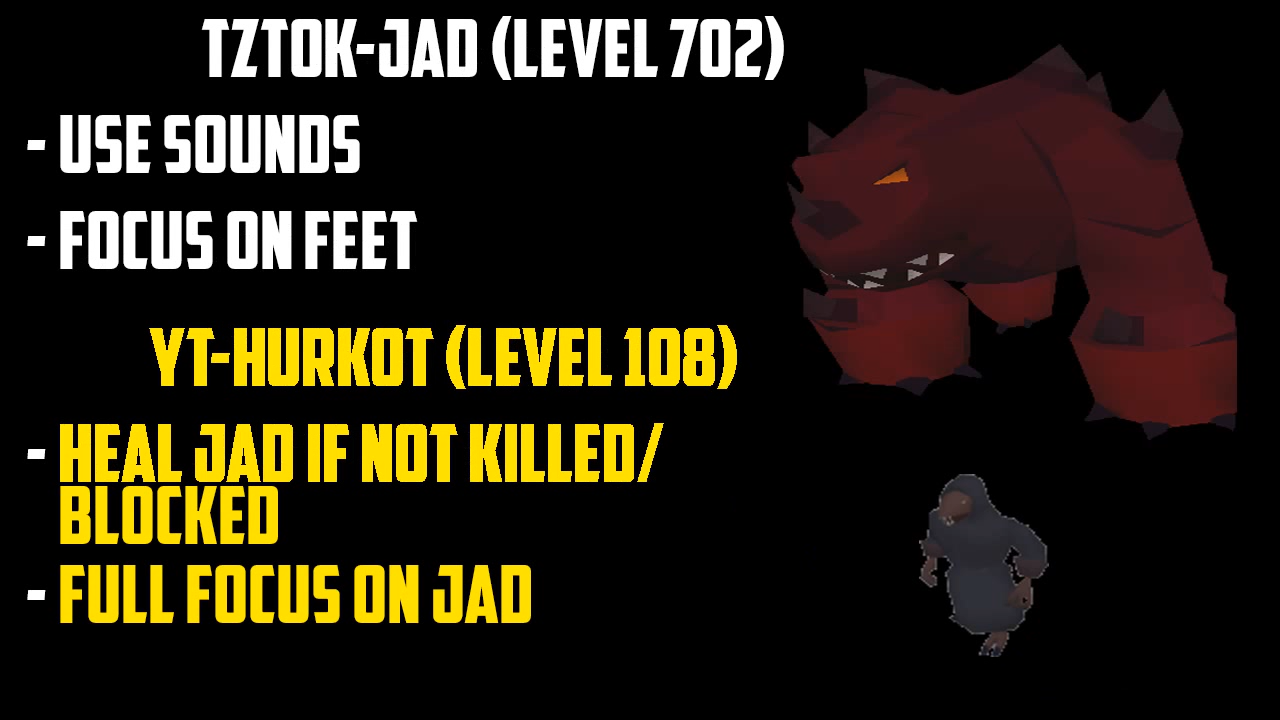 TZTOK-JAD (LEVEL 702)
- USE SOUNDS
- FOCUS ON FEET
YT-HURKOT (LEVEL 108)
- HEAL JAD IF NOT KILLED/
BLOCKED
- FULL FOCUS ON JAD